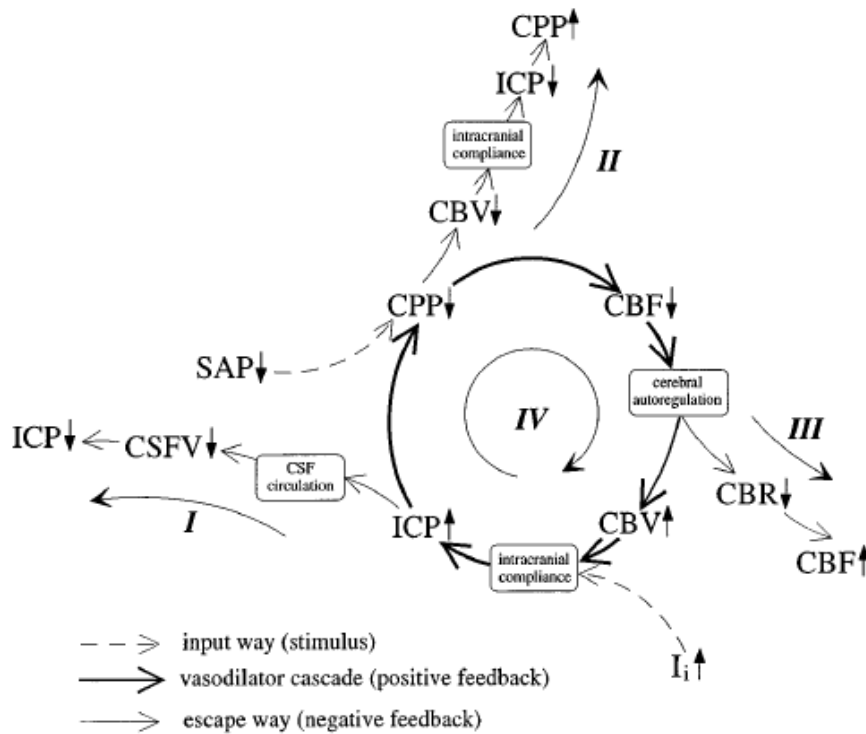 CPP↑
ICP↓
intracranial
compliance
II
CBV↓
CPP↓
CBF↓
SAP↓
cerebral
autoregulation
IV
III
ICP↓
CSFV↓
CSF
circulation
CBR↓
I
ICP↑
CBV↑
intracranial
compliance
CBF↑
Ii↑
input way (stimulus)
vasodilator cascade (positive feedback)
escape way (negative feedback)